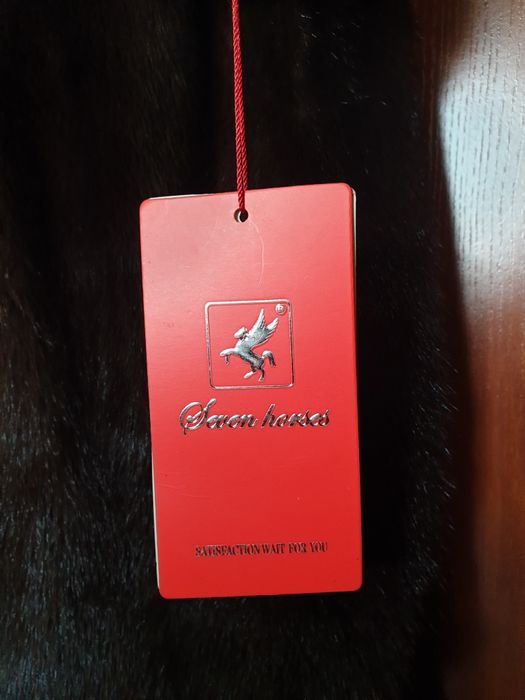 ®
Seven horses
SATISFACTION WAIT FOR YOU